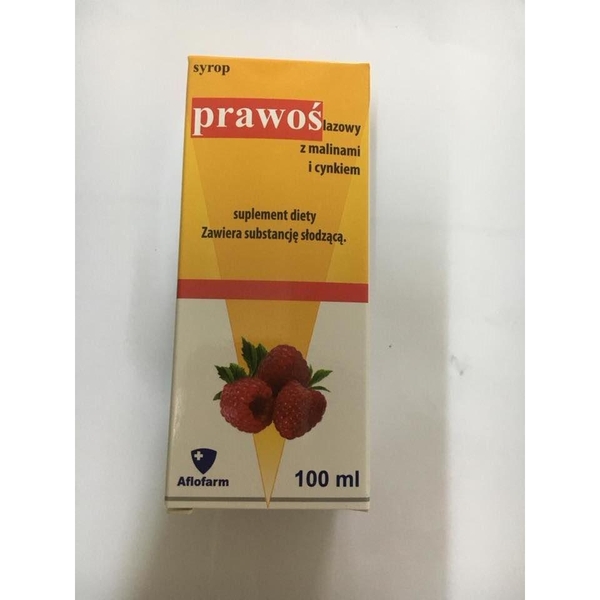 syrop
prawoślazowy
z malinami
i cynkiem
suplement diety
Zawiera substancję słodzącą.
Aflofarm
100 ml